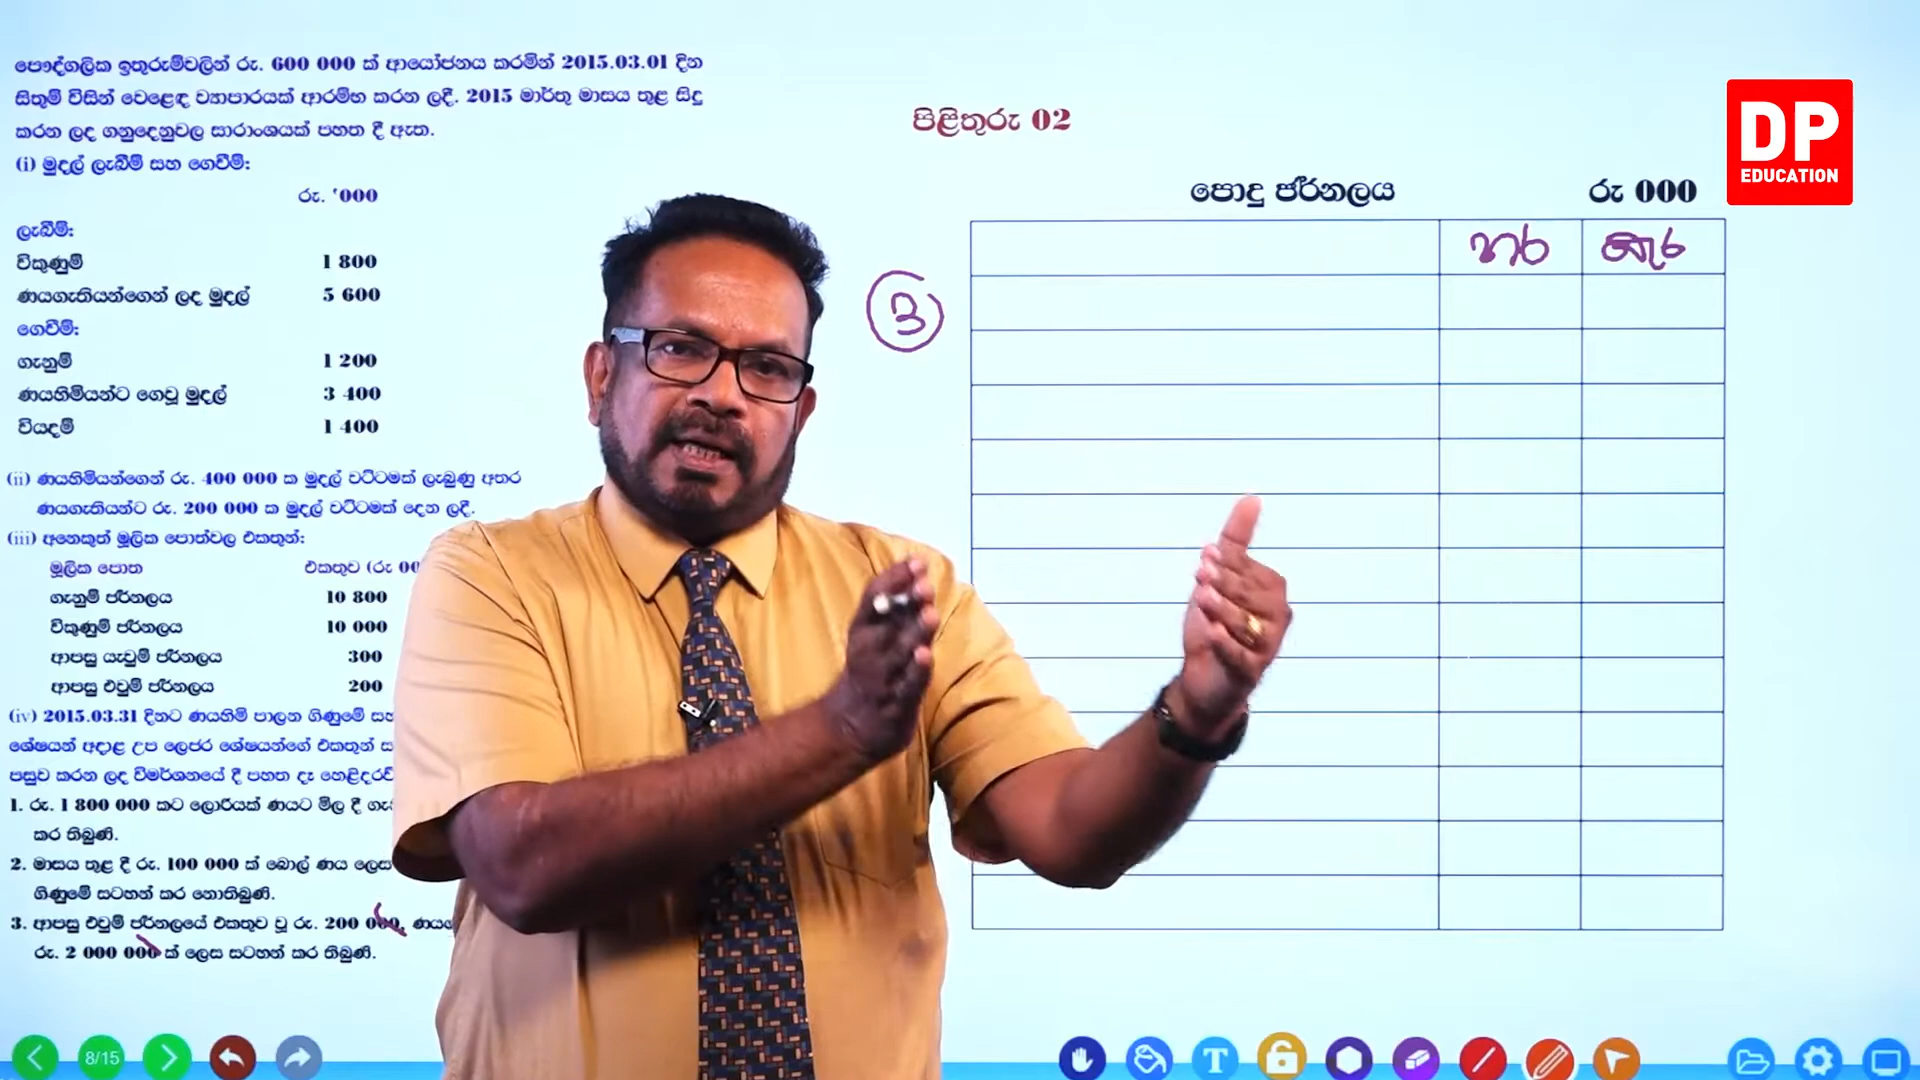 පෞද්ගලික ඉතුරුම්වලින් රු. 600 000 ක් ආයෝජනය කරමින් 2015.03.01 දින
සිතුම් විසින් වෙළෙඳ ව්‍යාපාරයක් ආරම්භ කරන ලදී. 2015 මාර්තු මාසය තුළ සිදු
කරන ලද ගනුදෙනුවල සාරාංශයක් පහත දී ඇත.
(i) මුදල් ලැබීම් සහ ගෙවීම්:
රු. '000
ලැබීම්:
විකුණුම් 1 800
ණයගැතියන්ගෙන් ලද මුදල් 5 600
ගෙවීම්:
ගැනුම් 1 200
ණයහිමියන්ට ගෙවූ මුදල් 3 400
වියදම් 1 400
(ii) ණයහිමියන්ගෙන් රු. 400 000 ක මුදල් වට්ටමක් ලැබුණු අතර
ණයගැතියන්ට රු. 200 000 ක මුදල් වට්ටමක් දෙන ලදී.
(iii) අනෙකුත් මූලික පොත්වල එකතුන්:
මූලික පොත එකතුව (රු 00
ගැනුම් ජර්නලය 10 800
විකුණුම් ජර්නලය 10 000
ආපසු යැවුම් ජර්නලය 300
ආපසු එවුම් ජර්නලය 200
(iv) 2015.03.31 දිනට ණයහිමි පාලන ගිණුමේ සහ
ශේෂයන් අදාළ උප ලෙජර ශේෂයන්ගේ එකතුන් ස
පසුව කරන ලද විමර්ශනයේ දී පහත දෑ හෙළිදරව්
1. රු. 1 800 000 කට ලොරියක් ණයට මිල දී ගැ
කර තිබුණි.
2. මාසය තුළ දී රු. 100 000 ක් බොල් ණය ලෙස
ගිණුමේ සටහන් කර නොතිබුණි.
3. ආපසු එවුම් ජර්නලයේ එකතුව වූ රු. 200 000, ණයග
රු. 2 000 000 ක් ලෙස සටහන් කර තිබුණි.
පිළිතුරු 02
පොදු ජර්නලය රු 000
හර බැර
3
DP
EDUCATION
8/15
T